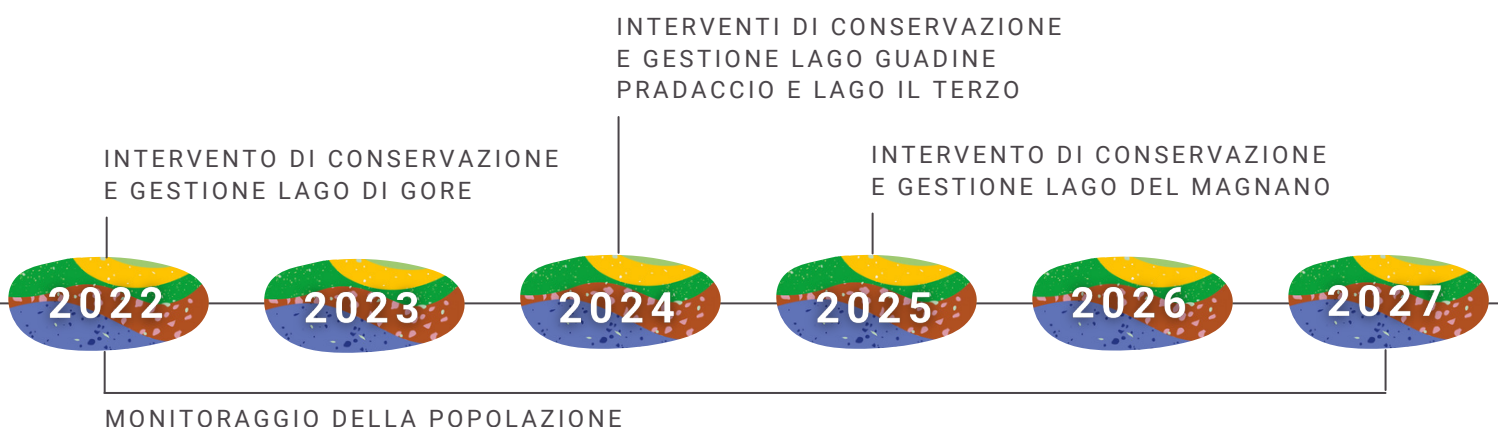 INTERVENTI DI CONSERVAZIONE
E GESTIONE LAGO GUADINE
PRADACCIO E LAGO IL TERZO
INTERVENTO DI CONSERVAZIONE
E GESTIONE LAGO DI GORE
INTERVENTO DI CONSERVAZIONE
E GESTIONE LAGO DEL MAGNANO
2022
2023
2024
2025
2026
2027
MONITORAGGIO DELLA POPOLAZIONE